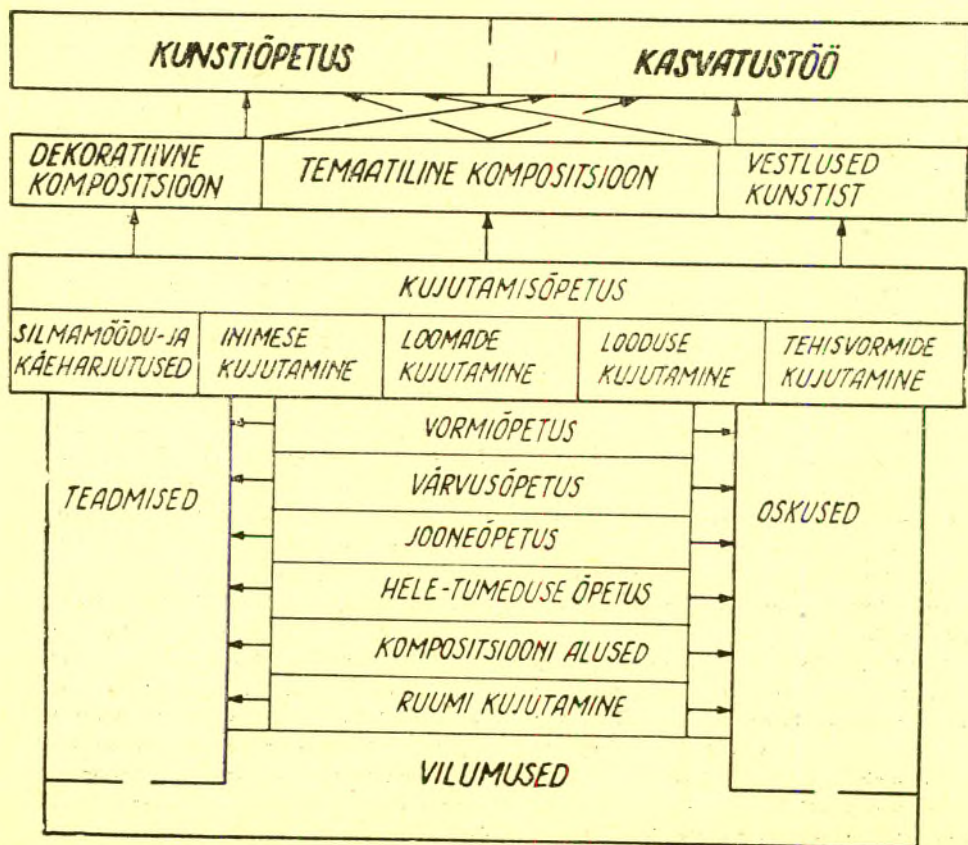 KUNSTIÕPETUS
KASVATUSTÖÖ
DEKORATIIVNE
KOMPOSITSIOON
TEMAATILINE KOMPOSITSIOON
VESTLUSED
KUNSTIST
KUJUTAMISÕPETUS
SILMAMÕÕDU-JA
KÄEHARJUTUSED
INIMESE
KUJUTAMINE
LOOMADE
KUJUTAMINE
LOODUSE
KUJUTAMINE
TEHISVORMIDE
KUJUTAMINE
TEADMISED
VORMIÕPETUS
VÄRVUSÕPETUS
JOONEÕPETUS
HELE-TUMEDUSE ÕPETUS
KOMPOSITSIOONI ALUSED
RUUMI KUJUTAMINE
OSKUSED
VILUMUSED